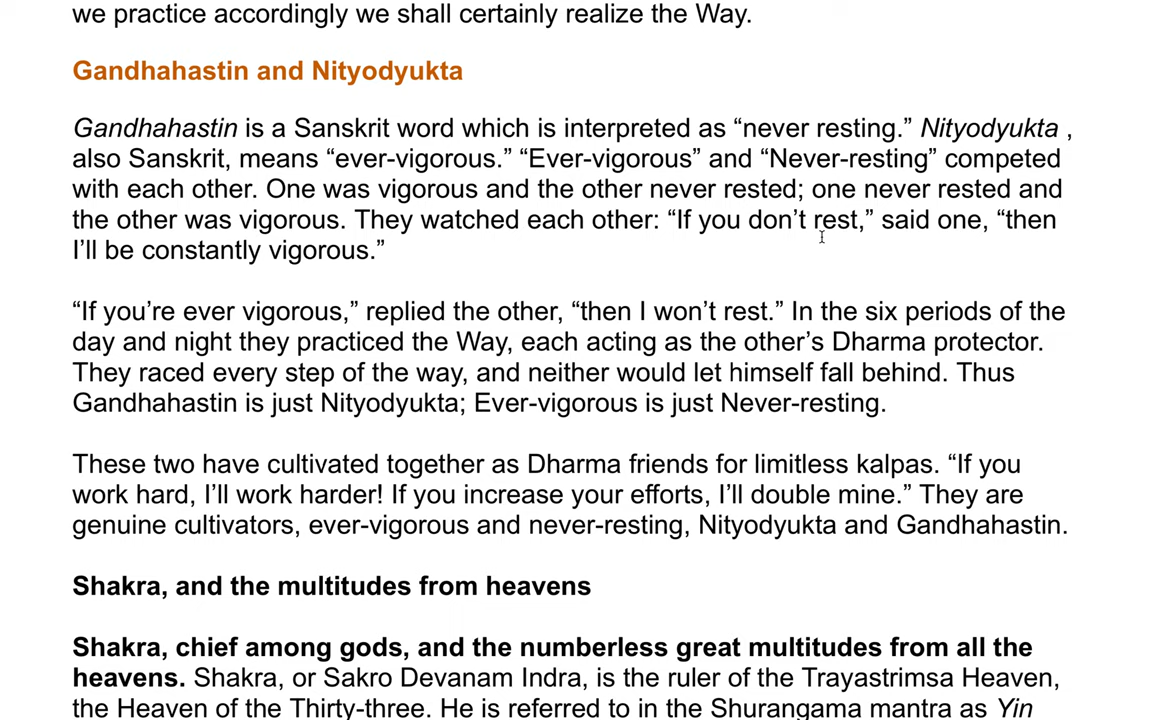 we practice accordingly we shall certainly realize the Way.
Gandhahastin and Nityodyukta
Gandhahastin is a Sanskrit word which is interpreted as “never resting.” Nityodyukta ,
also Sanskrit, means “ever-vigorous.” “Ever-vigorous” and “Never-resting” competed
with each other. One was vigorous and the other never rested; one never rested and
the other was vigorous. They watched each other: “If you don’t rest,” said one, “then
I’ll be constantly vigorous.”
“If you’re ever vigorous,” replied the other, “then I won’t rest.” In the six periods of the
day and night they practiced the Way, each acting as the other’s Dharma protector.
They raced every step of the way, and neither would let himself fall behind. Thus
Gandhahastin is just Nityodyukta; Ever-vigorous is just Never-resting.
These two have cultivated together as Dharma friends for limitless kalpas. “If you
work hard, I’ll work harder! If you increase your efforts, I’ll double mine.” They are
genuine cultivators, ever-vigorous and never-resting, Nityodyukta and Gandhahastin.
Shakra, and the multitudes from heavens
Shakra, chief among gods, and the numberless great multitudes from all the
heavens. Shakra, or Sakro Devanam Indra, is the ruler of the Trayastrimsa Heaven,
the Heaven of the Thirty-three. He is referred to in the Shurangama mantra as Yin